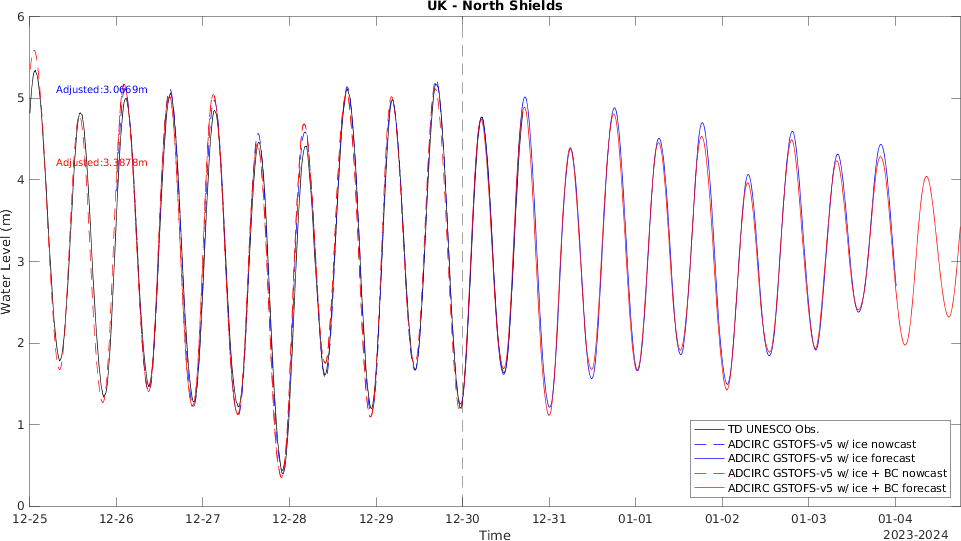 UK - North Shields
6
5
4
3
2
1
0
Water Level (m)
Adjusted:3.0669m
Adjusted:3.3878m
TD UNESCO Obs.
ADCIRC GSTOFS-v5 w/ ice nowcast
ADCIRC GSTOFS-v5 w/ ice forecast
ADCIRC GSTOFS-v5 w/ ice + BC nowcast
ADCIRC GSTOFS-v5 w/ ice + BC forecast
12-25 12-26 12-27 12-28 12-29 12-30 12-31 01-01 01-02 01-03 01-04
Time
2023-2024